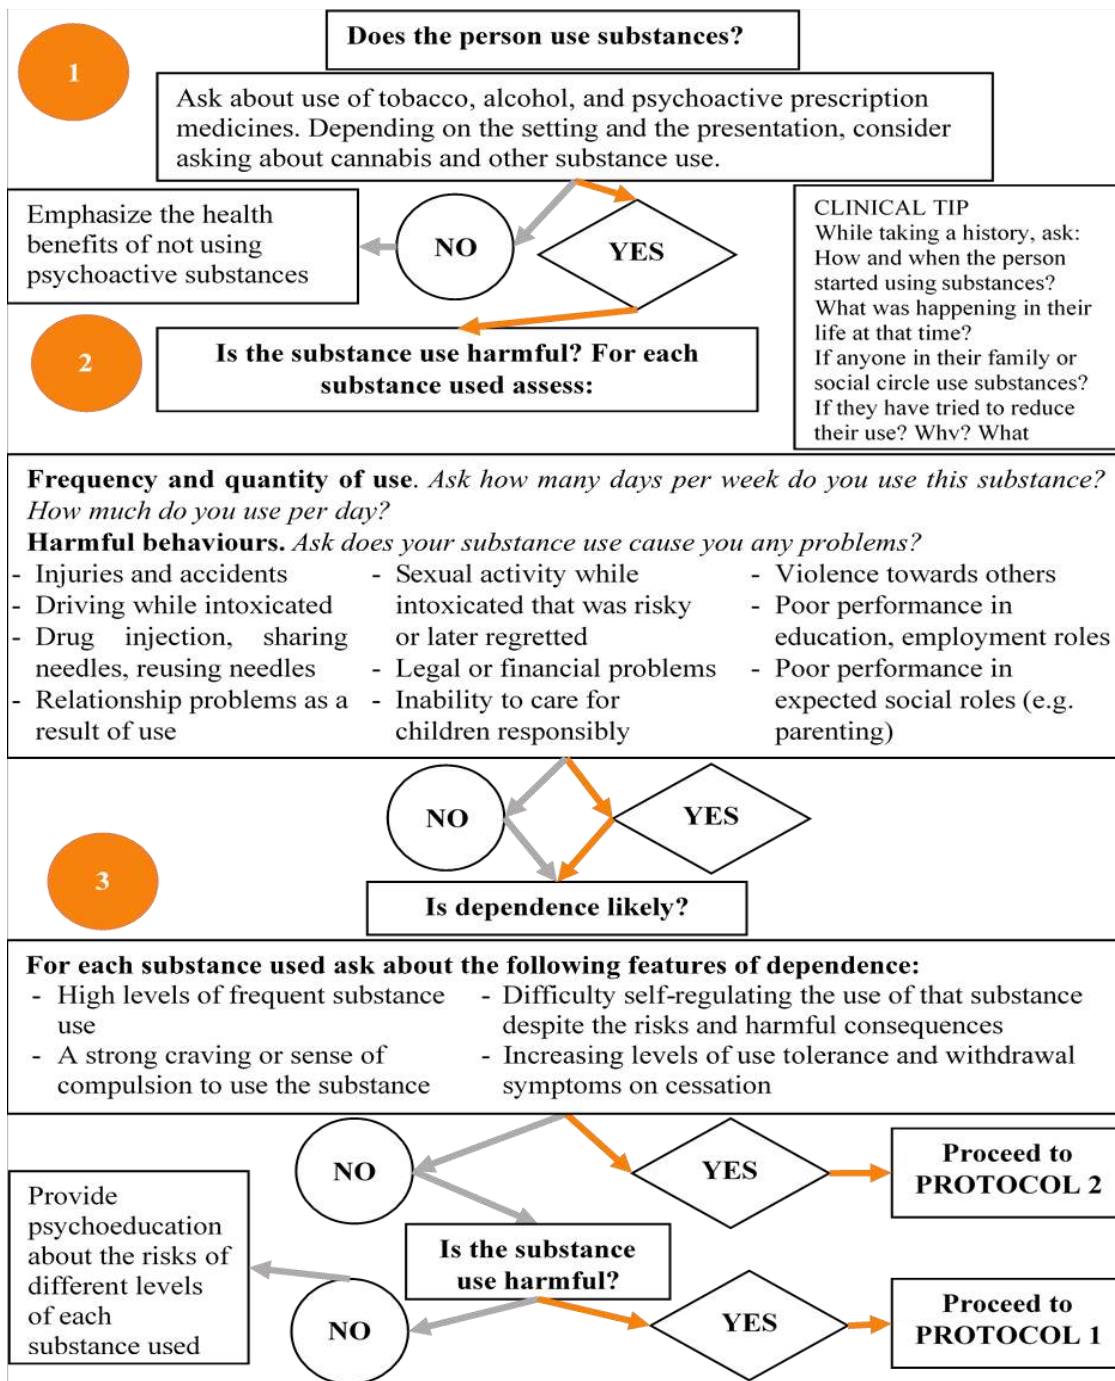 1
Does the person use substances?
Ask about use of tobacco, alcohol, and psychoactive prescription
medicines. Depending on the setting and the presentation, consider
asking about cannabis and other substance use.
Emphasize the health
benefits of not using
psychoactive substances
NO
YES
CLINICAL TIP
While taking a history, ask:
How and when the person
started using substances?
What was happening in their
life at that time?
If anyone in their family or
social circle use substances?
If they have tried to reduce
their use? Why? What
2
Is the substance use harmful? For each
substance used assess:
Frequency and quantity of use. Ask how many days per week do you use this substance?
How much do you use per day?
Harmful behaviours. Ask does your substance use cause you any problems?
- Injuries and accidents
- Driving while intoxicated
- Drug injection, sharing
needles, reusing needles
- Relationship problems as a
result of use
- Sexual activity while
intoxicated that was risky
or later regretted
- Legal or financial problems
- Inability to care for
children responsibly
- Violence towards others
- Poor performance in
education, employment roles
- Poor performance in
expected social roles (e.g.
parenting)
NO
YES
3
Is dependence likely?
For each substance used ask about the following features of dependence:
- High levels of frequent substance
use
- A strong craving or sense of
compulsion to use the substance
- Difficulty self-regulating the use of that substance
despite the risks and harmful consequences
- Increasing levels of use tolerance and withdrawal
symptoms on cessation
NO
YES
Proceed to
PROTOCOL 2
Provide
psychoeducation
about the risks of
different levels
of each
substance used
Is the substance
use harmful?
NO
YES
Proceed to
PROTOCOL 1